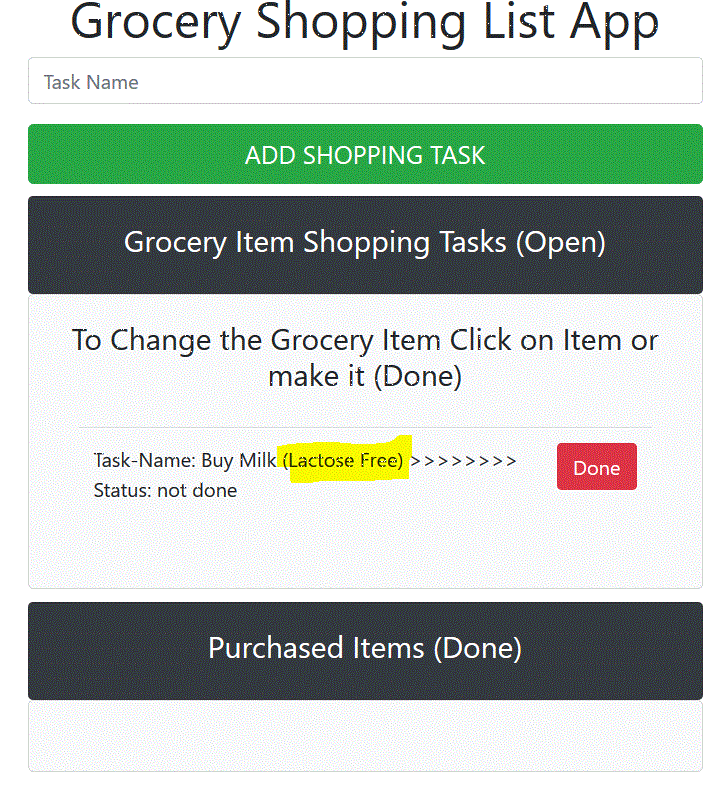 Grocery Shopping List App
Task Name
ADD SHOPPING TASK
Grocery Item Shopping Tasks (Open)
To Change the Grocery Item Click on Item or
make it (Done)
Task-Name: Buy Milk (Lactose Free) >>>>>>>>
Done
Status: not done
Purchased Items (Done)